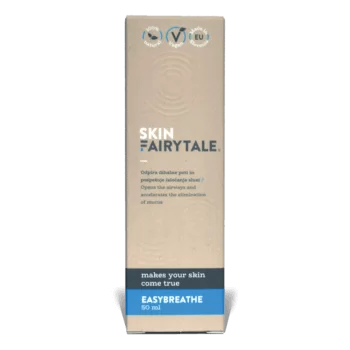 V
EU
SKIN
FAIRYTALE.
Odpira dihalne poti in
pospešuje izločanje sluzi /
Opens the airways and
accelerates the elimination
of mucus
makes your skin
come true
EASYBREATHE
50 ml